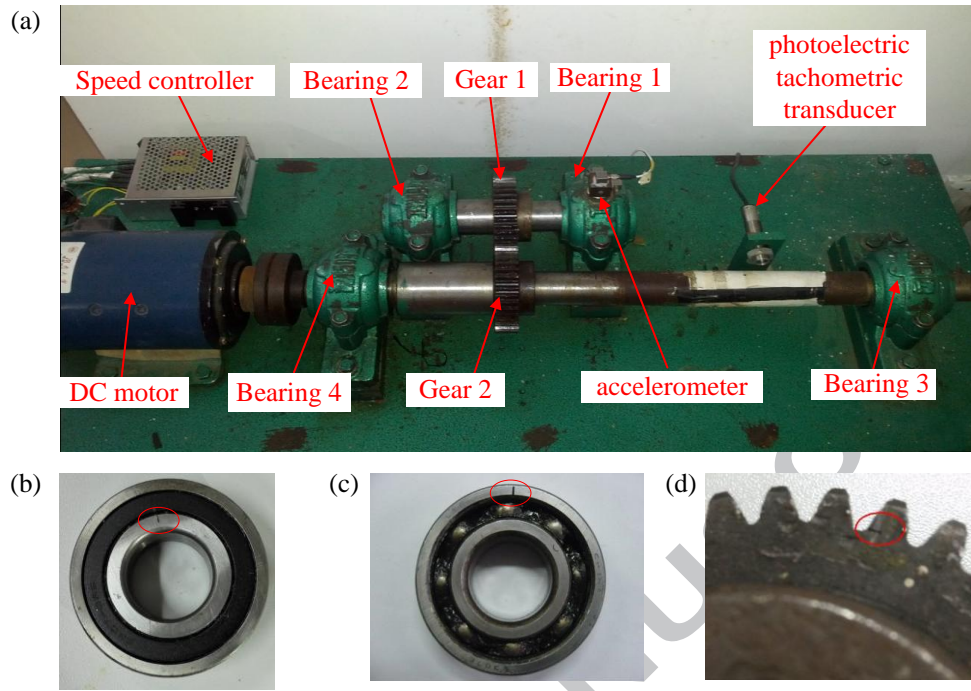 (a)
photoelectric
tachometric
transducer
Speed controller
Bearing 2
Gear 1
Bearing 1
DC motor
Bearing 4
Gear 2
accelerometer
Bearing 3
(b)
(c)
(d)